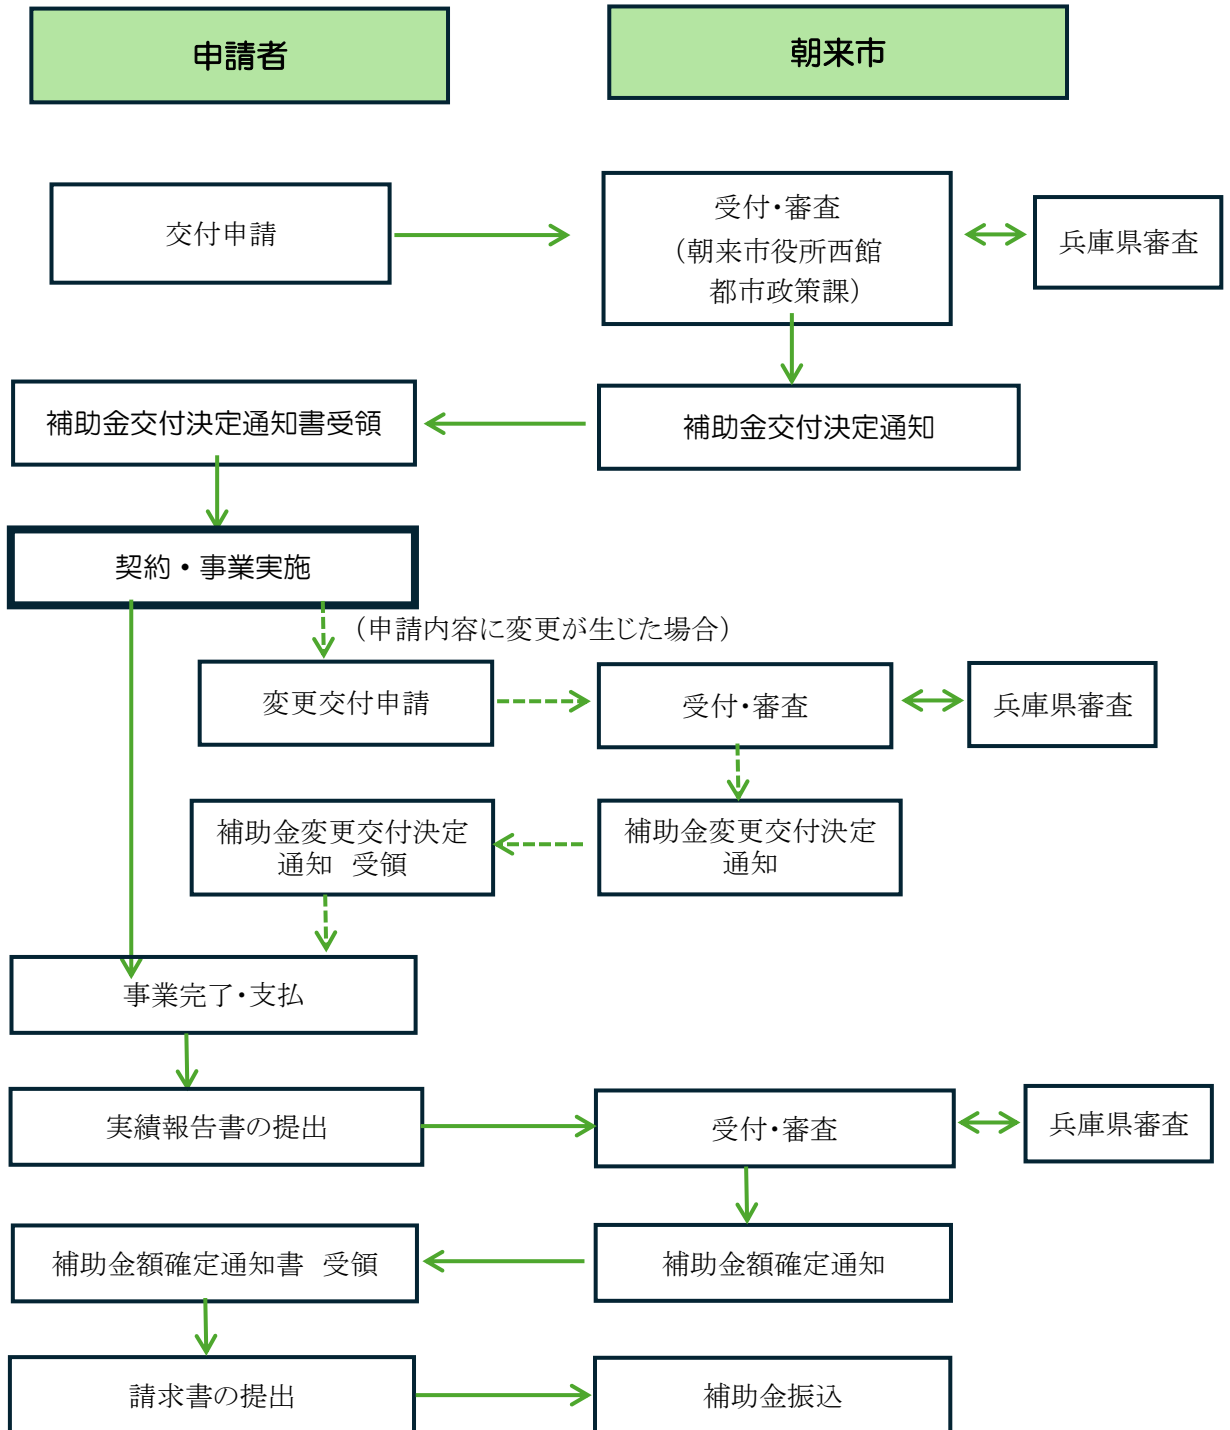 申請者
朝来市
交付申請
受付・審査
（朝来市役所西館
都市政策課）
兵庫県審査
補助金交付決定通知書受領
補助金交付決定通知
契約・事業実施
（申請内容に変更が生じた場合）
変更交付申請
受付・審査
兵庫県審査
補助金変更交付決定
通知　受領
補助金変更交付決定
通知
事業完了・支払
実績報告書の提出
受付・審査
兵庫県審査
補助金額確定通知書　受領
補助金額確定通知
請求書の提出
補助金振込